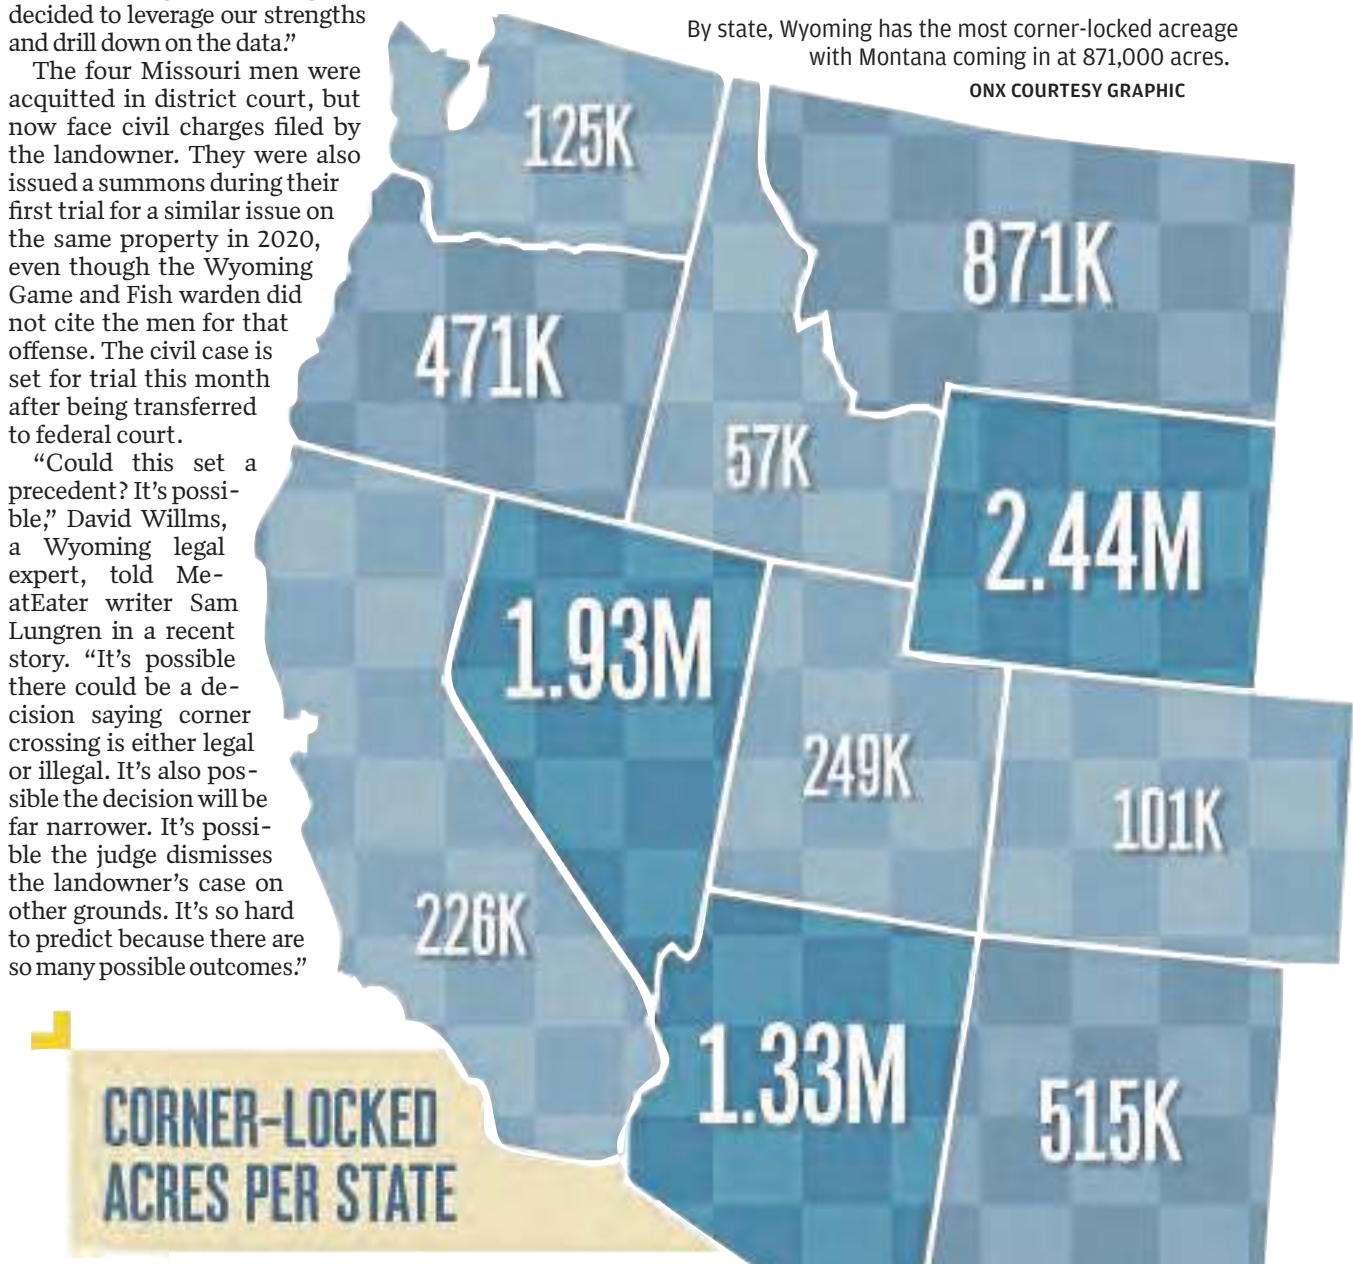 decided to leverage our strengths
and drill down on the data.”
The four Missouri men were
acquitted in district court, but
now face civil charges filed by
the landowner. They were also
issued a summons during their
first trial for a similar issue on
the same property in 2020,
even though the Wyoming
Game and Fish warden did
not cite the men for that
offense. The civil case is
set for trial this month
after being transferred
to federal court.
“Could this set a
precedent? It’s possi-
ble,” David Willms,
a Wyoming legal
expert, told Me-
atEater writer Sam
Lungren in a recent
story. “It’s possible
there could be a de-
cision saying corner
crossing is either legal
or illegal. It’s also pos-
sible the decision will be
far narrower. It’s possi-
ble the judge dismisses
the landowner’s case on
other grounds. It’s so hard
to predict because there are
so many possible outcomes.”
By state, Wyoming has the most corner-locked acreage
with Montana coming in at 871,000 acres.
ONX COURTESY GRAPHIC
125K
871K
471K
57K
2.44M
1.93M
249K
101K
226K
1.33M
515K
CORNER-LOCKED
ACRES PER STATE